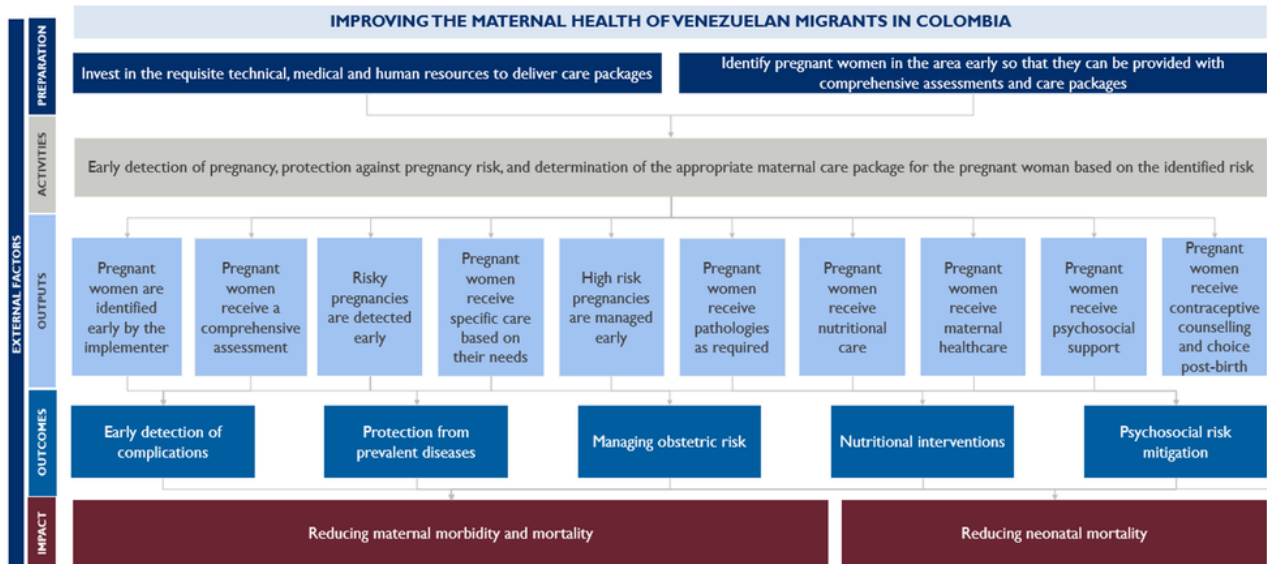 IMPROVING THE MATERNAL HEALTH OF VENEZUELAN MIGRANTS IN COLOMBIA
EXTERNAL FACTORS
PREPARATION
Invest in the requisite technical, medical and human resources to deliver care packages
Identify pregnant women in the area early so that they can be provided with
comprehensive assessments and care packages
ACTIVITIES
Early detection of pregnancy, protection against pregnancy risk, and determination of the appropriate maternal care package for the pregnant woman based on the identified risk
OUTPUTS
Pregnant
women are
identified
early by the
implementer
Pregnant
women
receive a
comprehensive
assessment
Risky
pregnancies
are detected
early
Pregnant
women
receive
specific care
based on
their needs
High risk
pregnancies
are managed
early
Pregnant
women
receive
pathologies
as required
Pregnant
women
receive
nutritional
care
Pregnant
women
receive
maternal
healthcare
Pregnant
women
receive
psychosocial
support
Pregnant
women
receive
contraceptive
counselling
and choice
post-birth
OUTCOMES
Early detection of
complications
Protection from
prevalent diseases
Managing obstetric risk
Nutritional interventions
Psychosocial risk
mitigation
IMPACT
Reducing maternal morbidity and mortality
Reducing neonatal mortality